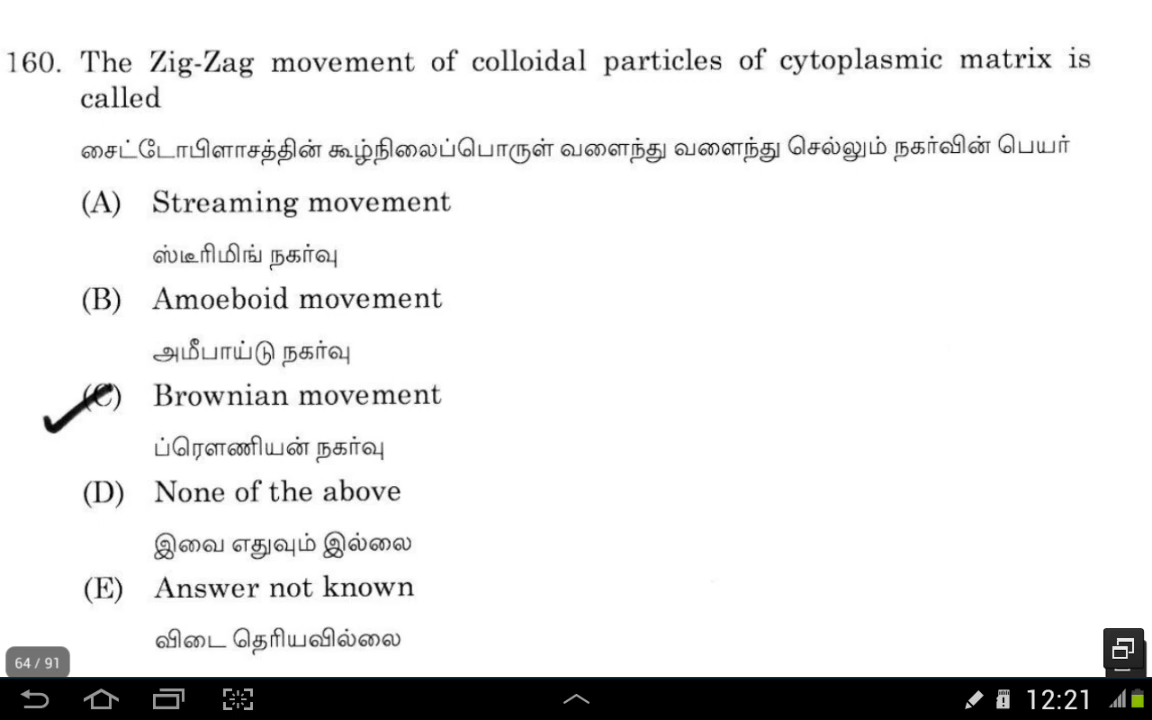 160. The Zig-Zag movement of colloidal particles of cytoplasmic matrix is
called
சைட்டோபிளாசத்தின் கூழ்நிலைப்பொருள் வளைந்து வளைந்து செல்லும் நகர்வின் பெயர்
(A) Streaming movement
ஸ்டீரிமிங் நகர்வு
(B) Amoeboid movement
அமீபாய்டு நகர்வு
(C) Brownian movement
ப்ரௌணியன் நகர்வு
(D) None of the above
இவை எதுவும் இல்லை
(E) Answer not known
விடை தெரியவில்லை
64 / 91
12:21